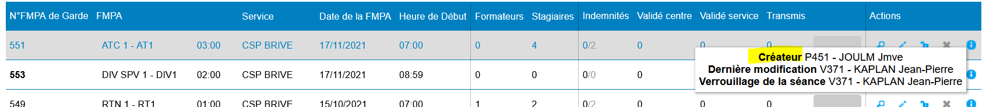 N°FMPA de Garde FMPA Service Date de la FMPA Heure de Début Formateurs Stagiaires Indemnités Validé centre Validé service Transmis Actions
551 ATC 1 - AT1 03:00 CSP BRIVE 17/11/2021 07:00 0 4 0/2 0 0 0
Créateur P451 - JOULM Jmve
553 DIV SPV 1 - DIV1 02:00 CSP BRIVE 17/11/2021 08:59 0 0 0/0 0
Dernière modification V371 - KAPLAN Jean-Pierre
Verrouillage de la séance V371 - KAPLAN Jean-Pierre
549 RTN 1 - RT1 01:00 CSP BRIVE 15/10/2021 07:00 1 2 0/2 0 0 0